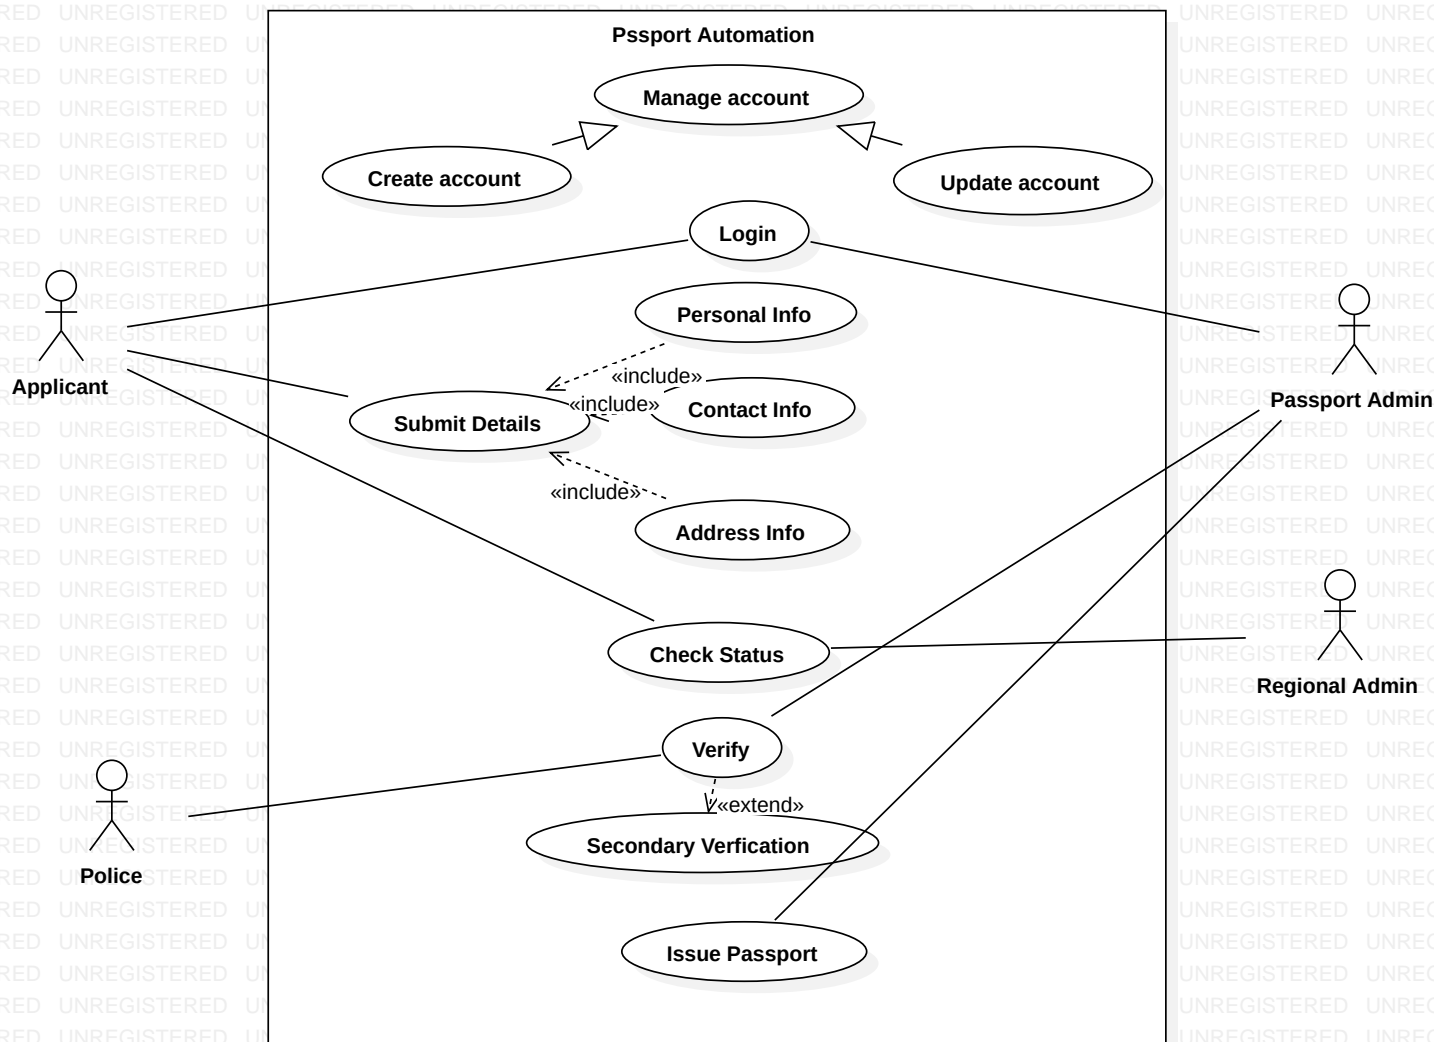 Pssport Automation
Manage account
Create account
Update account
Login
Personal Info
«include»
Applicant
Passport Admin
«include»
Contact Info
Submit Details
«include»
Address Info
Check Status
Regional Admin
Verify
«extend»
Secondary Verfication
Police
Issue Passport
UNREGISTERED